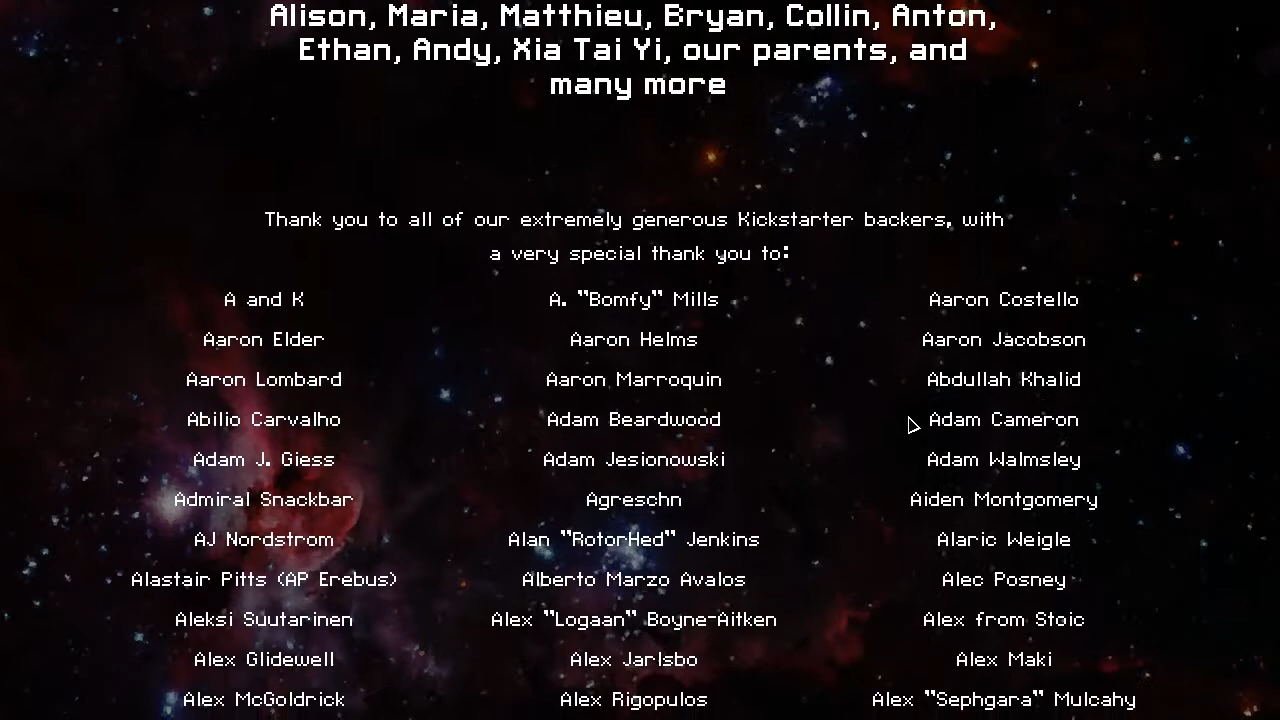 Alison, Maria, Matthieu, Bryan, Collin, Anton,
Ethan, Andy, Xia Tai Yi, our parents, and
many more
Thank you to all of our extremely generous Kickstarter backers, with
a very special thank you to:
A and K A. "Bomfy" Mills Aaron Costello
Aaron Elder Aaron Helms Aaron Jacobson
Aaron Lombard Aaron Marroquin Abdullah Khalid
Abilio Carvalho Adam Beardwood Adam Cameron
Adam J. Giess Adam Jesionowski Adam Walmsley
Admiral Snackbar Agreschn Aiden Montgomery
AJ Nordstrom Alan "RotorHed" Jenkins Alaric Weigle
Alastair Pitts (AP Erebus) Alberto Marzo Avalos Alec Posney
Aleksi Suutarinen Alex "Logaan" Boyne-Aitken Alex from Stoic
Alex Glidewell Alex Jarlsbo Alex Maki
Alex McGoldrick Alex Rigopulos Alex "Sephgara" Mulcahy